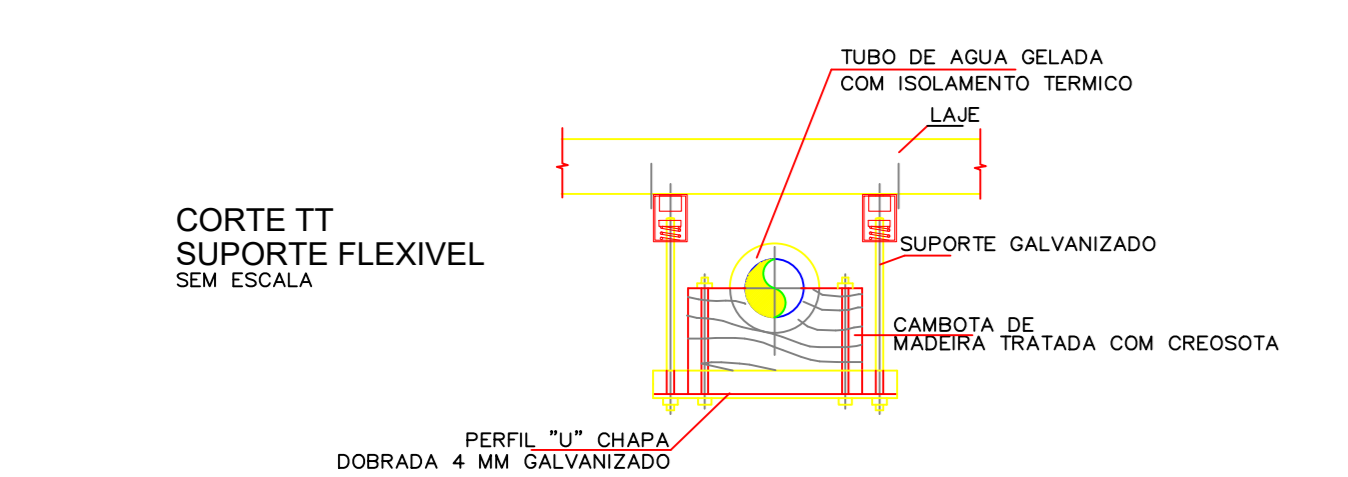 TUBO DE AGUA GELADA
COM ISOLAMENTO TERMICO
LAJE
CORTE TT
SUPORTE FLEXIVEL
SEM ESCALA
SUPORTE GALVANIZADO
CAMBOTA DE
MADEIRA TRATADA COM CREOSOTA
PERFIL "U" CHAPA
DOBRADA 4 MM GALVANIZADO